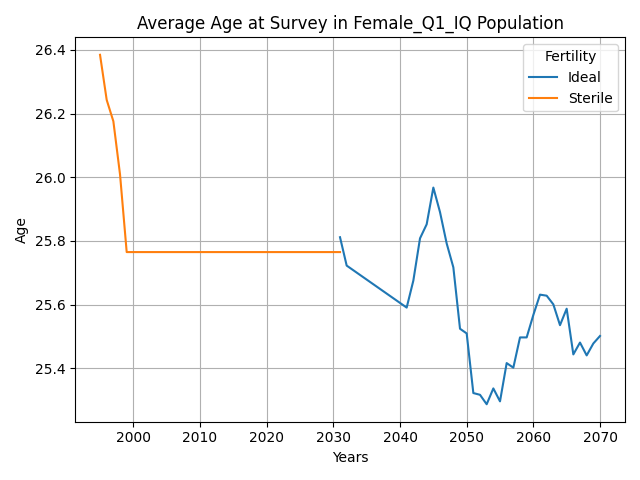 Average Age at Survey in Female_Q1_IQ Population
Fertility
Ideal
Sterile
Age
26.4
26.2
26.0
25.8
25.6
25.4
2000 2010 2020 2030 2040 2050 2060 2070
Years